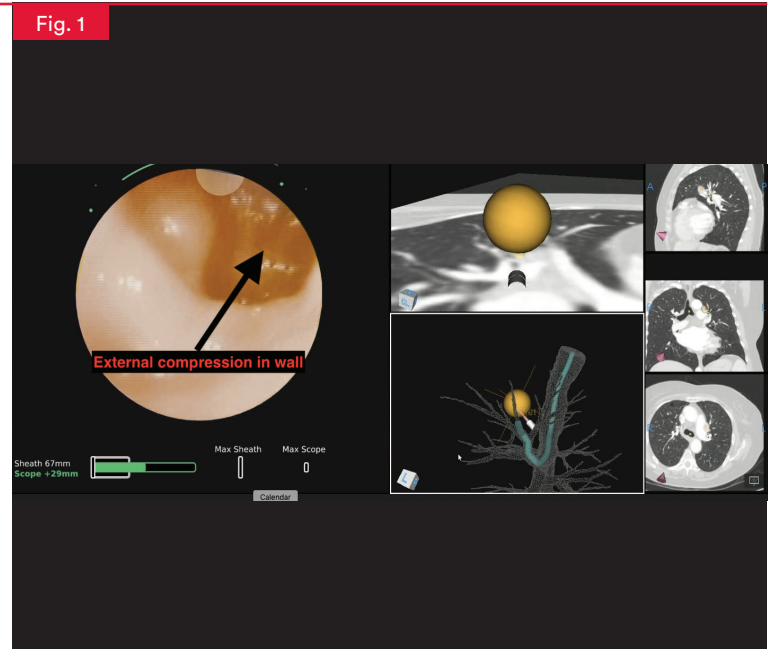 Fig. 1
External compression in wall
Sheath 67mm
Scope +29mm
Max Sheath
Max Scope
Calendar
A
P
L
L
L